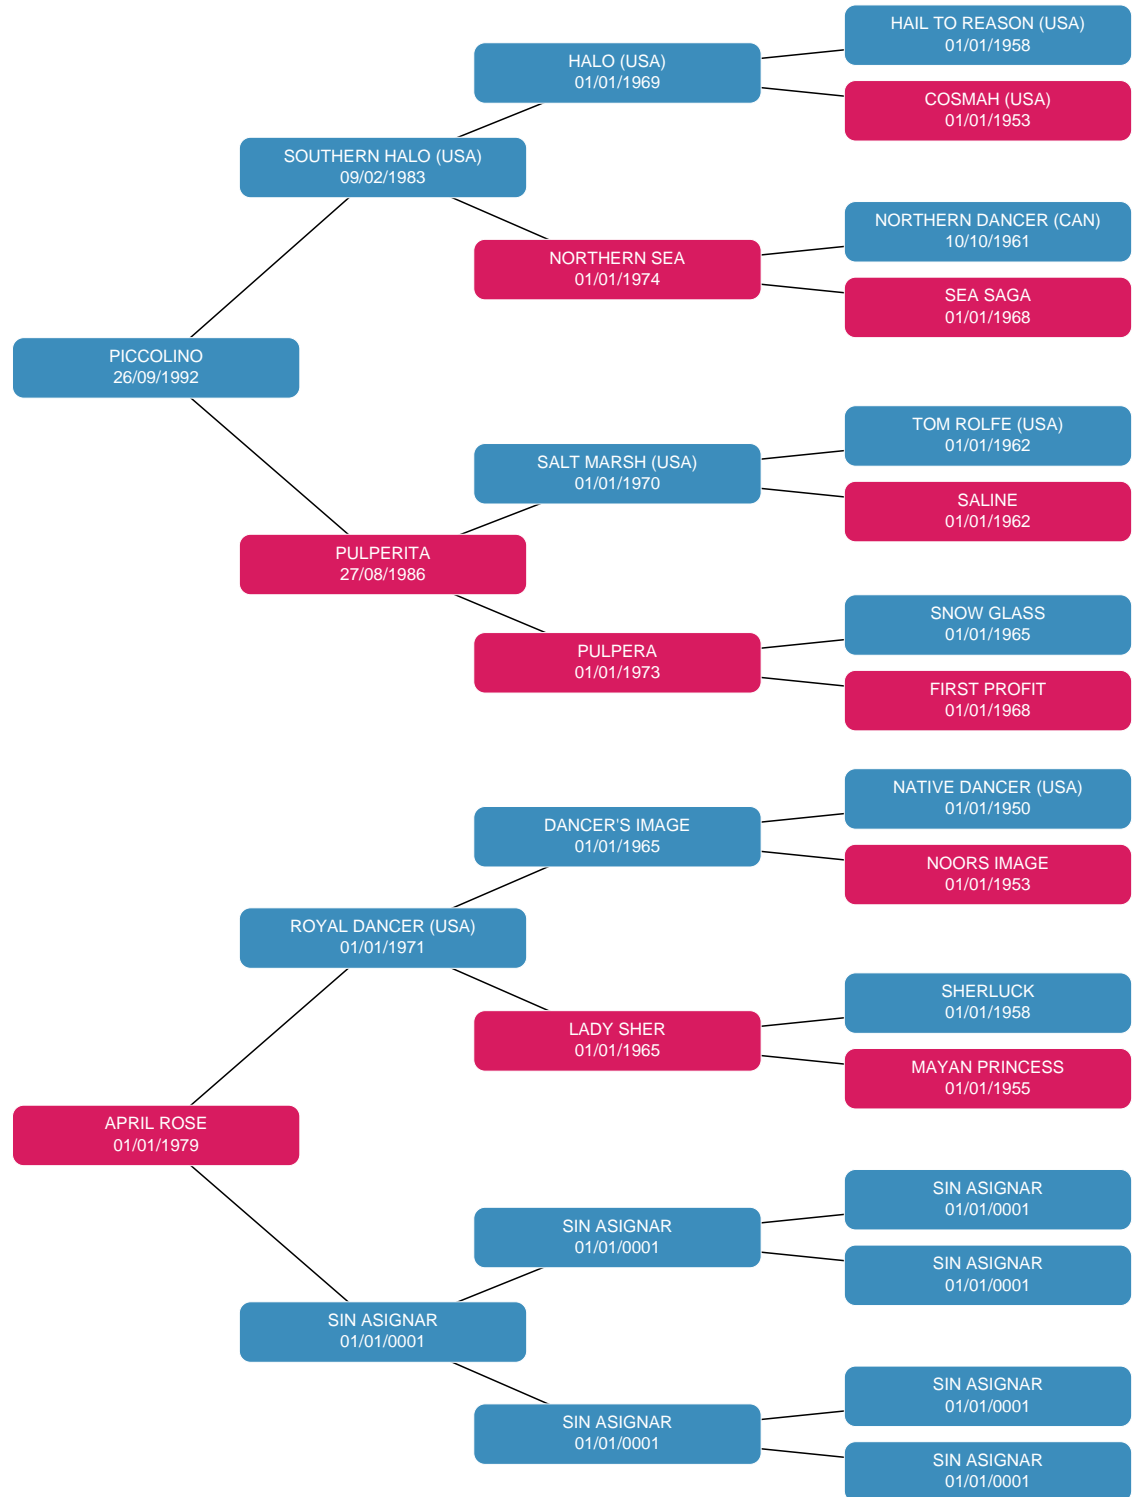 HAIL TO REASON (USA)
01/01/1958
HALO (USA)
01/01/1969
COSMAH (USA)
01/01/1953
SOUTHERN HALO (USA)
09/02/1983
NORTHERN DANCER (CAN)
10/10/1961
NORTHERN SEA
01/01/1974
SEA SAGA
01/01/1968
PICCOLINO
26/09/1992
TOM ROLFE (USA)
01/01/1962
SALT MARSH (USA)
01/01/1970
SALINE
01/01/1962
PULPERITA
27/08/1986
SNOW GLASS
01/01/1965
PULPERA
01/01/1973
FIRST PROFIT
01/01/1968
NATIVE DANCER (USA)
01/01/1950
DANCER'S IMAGE
01/01/1965
NOORS IMAGE
01/01/1953
ROYAL DANCER (USA)
01/01/1971
SHERLUCK
01/01/1958
LADY SHER
01/01/1965
MAYAN PRINCESS
01/01/1955
APRIL ROSE
01/01/1979
SIN ASIGNAR
01/01/0001
SIN ASIGNAR
01/01/0001
SIN ASIGNAR
01/01/0001
SIN ASIGNAR
01/01/0001
SIN ASIGNAR
01/01/0001
SIN ASIGNAR
01/01/0001
SIN ASIGNAR
01/01/0001